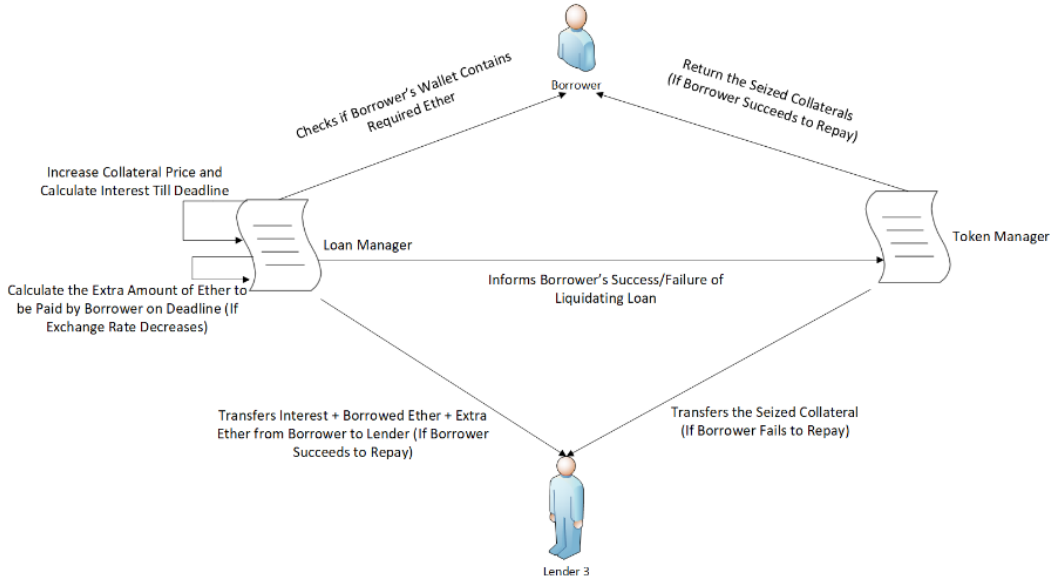 Borrower
Checks if Borrower's Wallet Contains
Required Ether
Return the Seized Collaterals
(If Borrower Succeeds to Repay)
Increase Collateral Price and
Calculate Interest Till Deadline
Loan Manager
Token Manager
Informs Borrower's Success/Failure of
Liquidating Loan
Calculate the Extra Amount of Ether to
be Paid by Borrower on Deadline (If
Exchange Rate Decreases)
Transfers Interest + Borrowed Ether + Extra
Ether from Borrower to Lender (If Borrower
Succeeds to Repay)
Transfers the Seized Collateral
(If Borrower Fails to Repay)
Lender 3